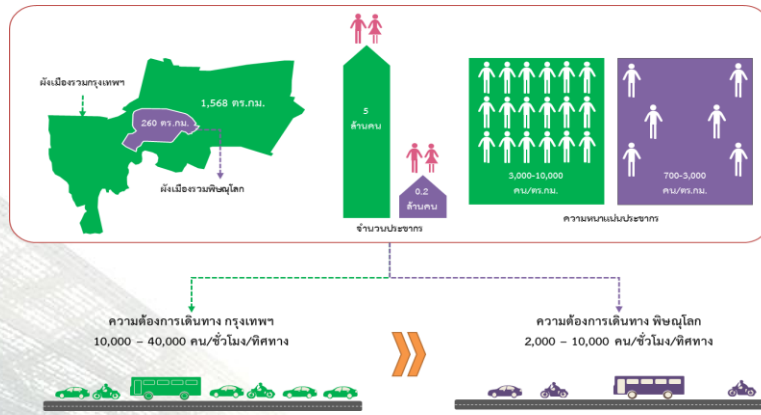 ผังเมืองรวมกรุงเทพฯ
1,568 ตร.กม.
260 ตร.กม.
ผังเมืองรวมพิษณุโลก
5
ล้านคน
0.2
ล้านคน
จำนวนประชากร
3,000-10,000
คน/ตร.กม.
700-3,000
คน/ตร.กม.
ความหนาแน่นประชากร
ความต้องการเดินทาง กรุงเทพฯ
10,000 – 40,000 คน/ชั่วโมง/ทิศทาง
ความต้องการเดินทาง พิษณุโลก
2,000 – 10,000 คน/ชั่วโมง/ทิศทาง